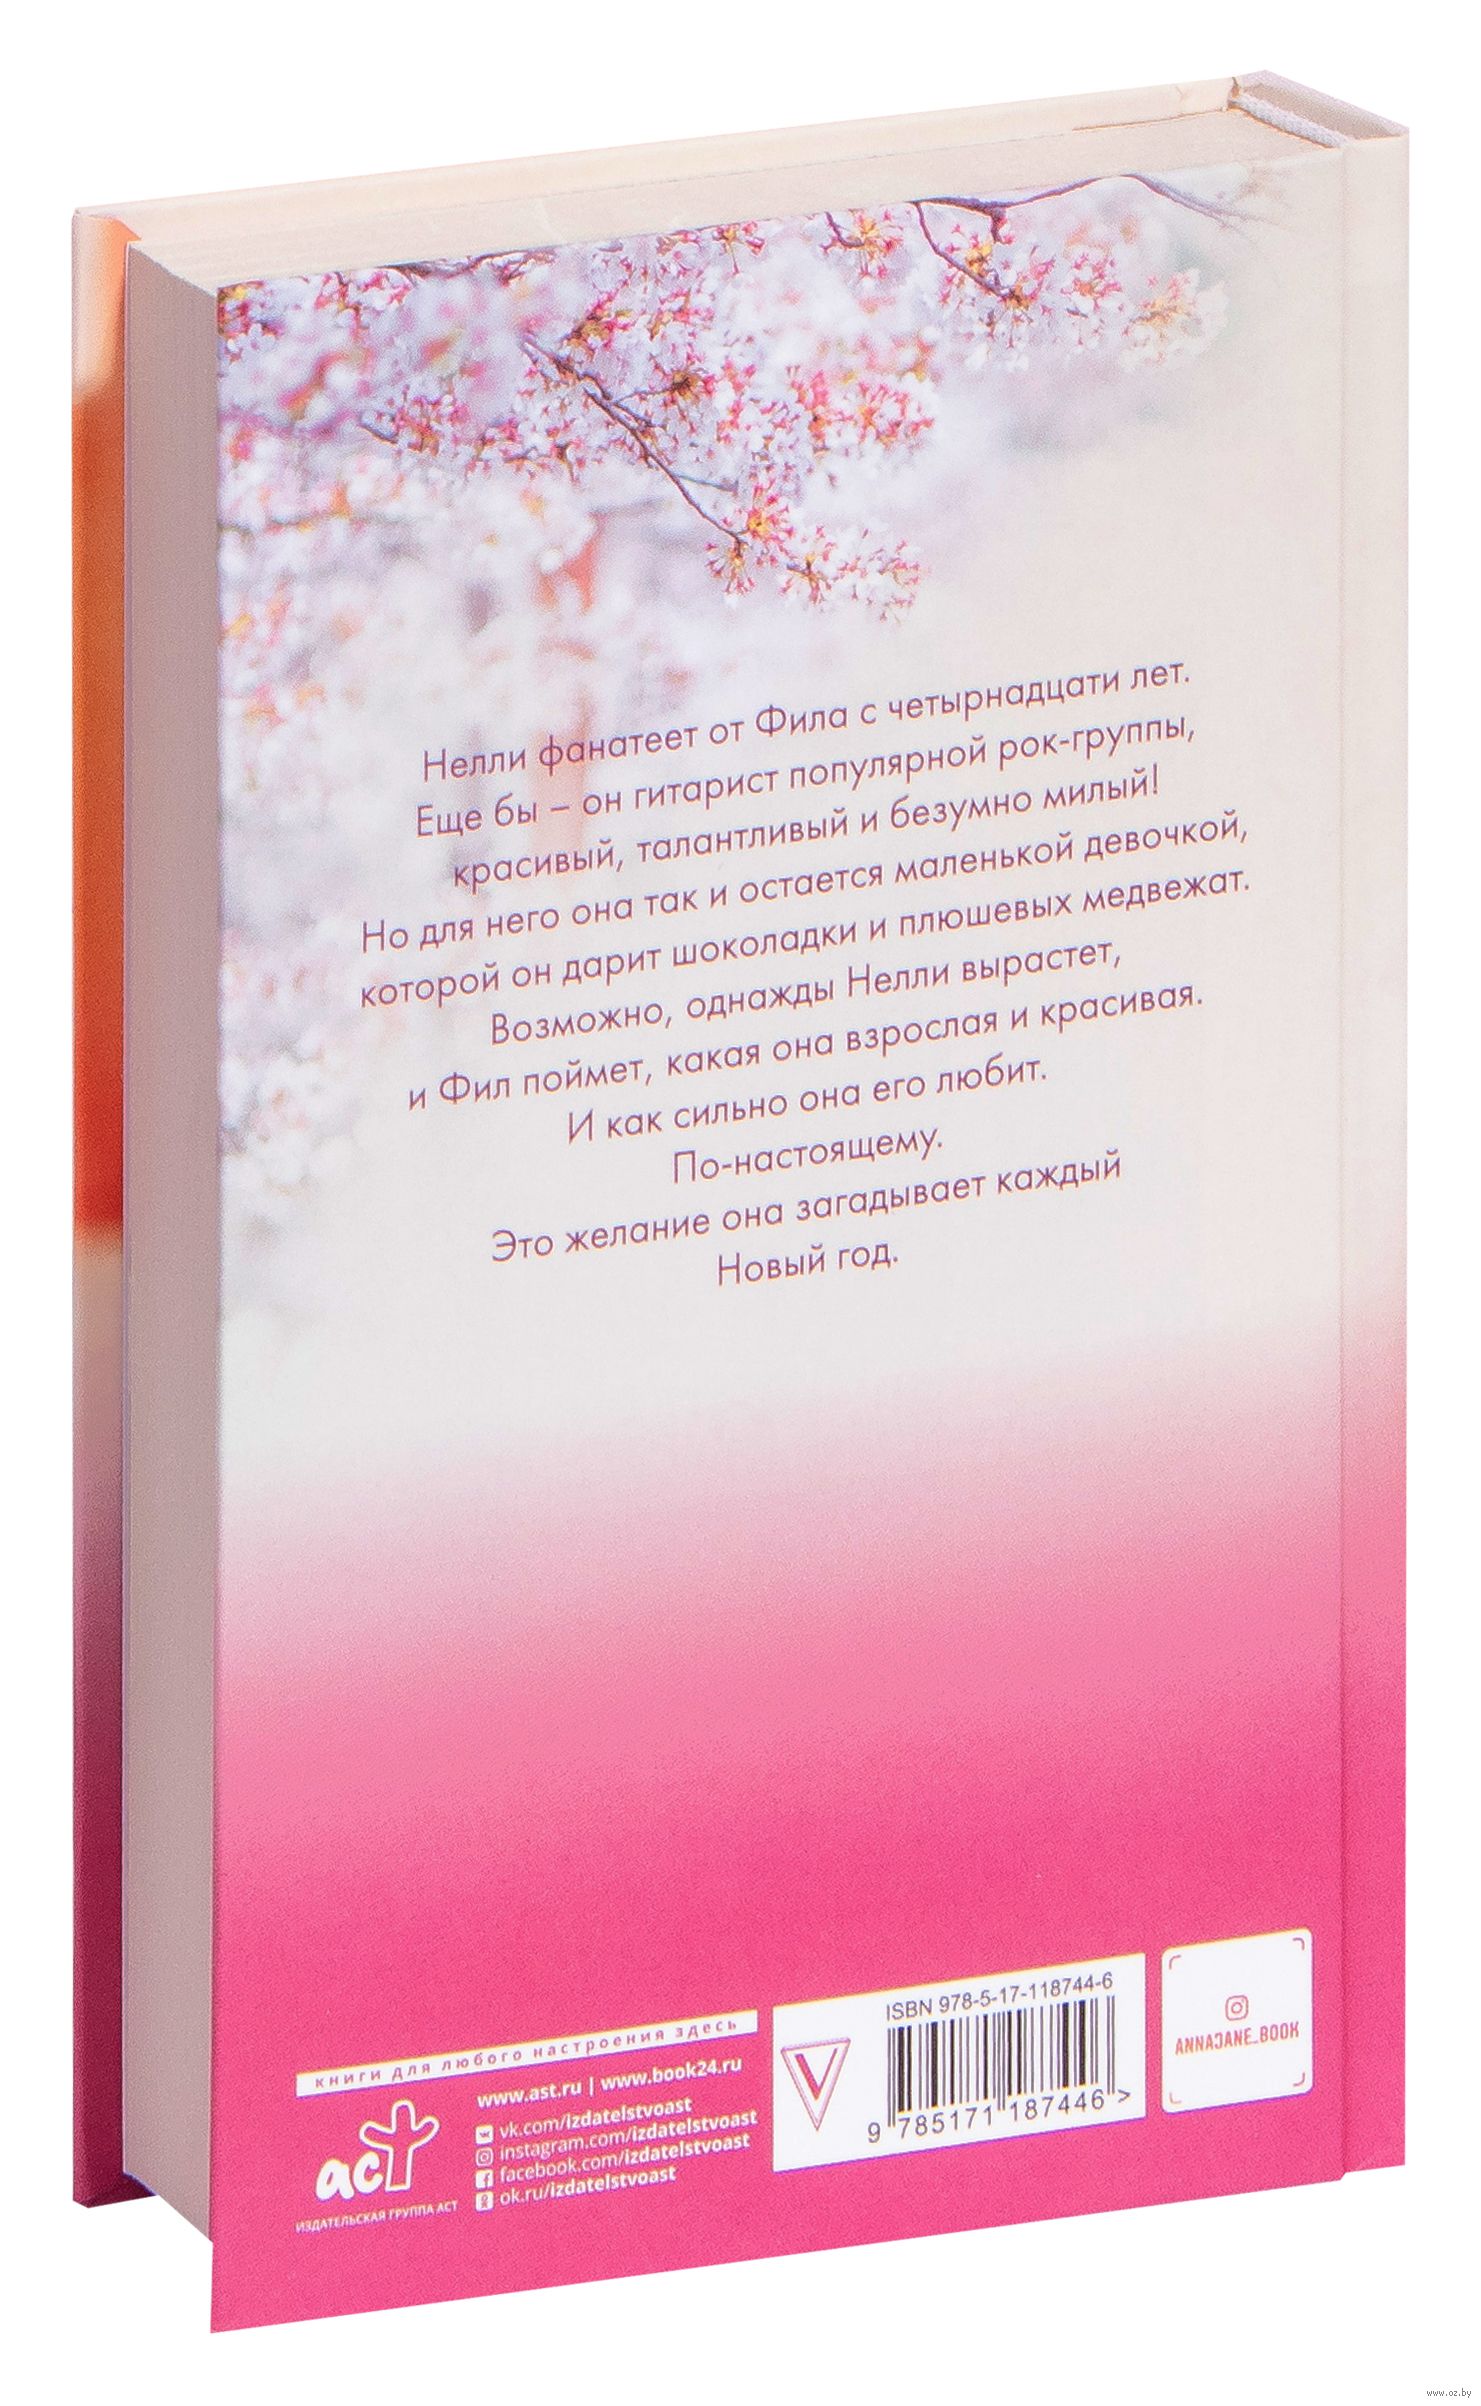 Нелли фанатеет от Фила с четырнадцати лет.
Еще бы – он гитарист популярной рок-группы,
красивый, талантливый и безумно милый!
Но для него она так и остается маленькой девочкой,
которой он дарит шоколадки и плюшевых медвежат.
Возможно, однажды Нелли вырастет,
и Фил поймет, какая она взрослая и красивая.
И как сильно она его любит.
По-настоящему.
Это желание она загадывает каждый
Новый год.
книги для любого настроения здесь
www.ast.ru | www.book24.ru
vk.com/izdatelstvoast
instagram.com/izdatelstvoast
facebook.com/izdatelstvoast
ok.ru/izdatelstvoast
аст
ИЗДАТЕЛЬСКАЯ ГРУППА АСТ
V
ISBN 978-5-17-118744-6
9 785171 187446 >
ANNAJANE_BOOK
www.oz.by